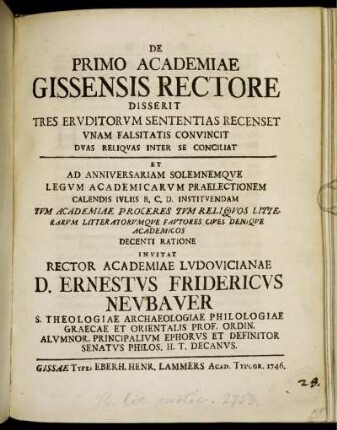 DE
PRIMO ACADEMIAE
GISSENSIS RECTORE
DISSERIT
TRES ERVDITORVM SENTENTIAS RECENSET
VNAM FALSITATIS CONVINCIT
DVAS RELIQVAS INTER SE CONCILIAT
ET
AD ANNIVERSARIAM SOLEMNEMQVE
LEGVM ACADEMICARVM PRAELECTIONEM
CALENDIS IVLIIS B. C. D. INSTITVENDAM
TVM ACADEMIAE PROCERES TVM RELIQVOS LITTE-
RARVM LITTERATORVMQVE FAVTORES CIVES DENIQVE
ACADEMICOS
DECENTI RATIONE
INVITAT
RECTOR ACADEMIAE LVDOVICIANAE
D. ERNESTVS FRIDERICVS
NEVBAVER
S. THEOLOGIAE ARCHAEOLOGIAE PHILOLOGIAE
GRAECAE ET ORIENTALIS PROF. ORDIN.
ALVMNOR. PRINCIPALIVM EPHORVS ET DEFINITOR
SENATVS PHILOS. H. T. DECANVS.
GISSAE TYPIS EBERH. HENR. LAMMERS ACAD. TYPOGR. 1746.
28.